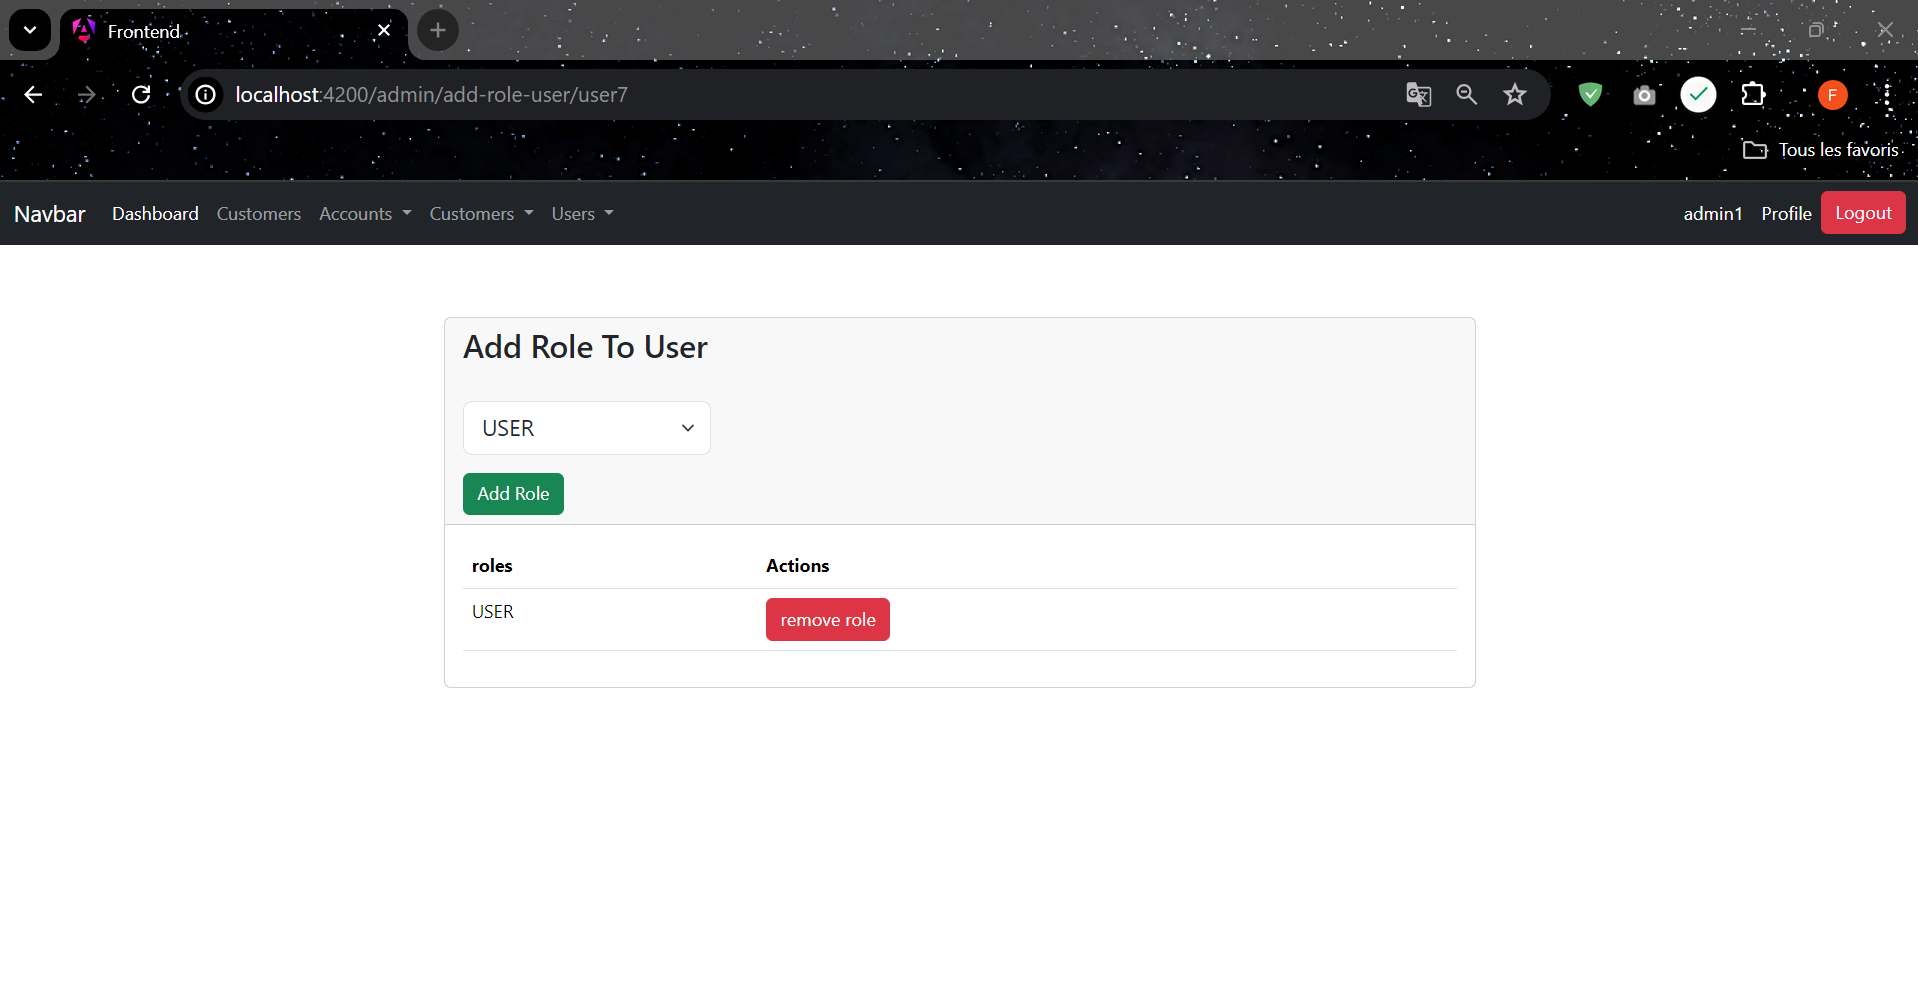 Frontend
localhost:4200/admin/add-role-user/user7
F
Tous les favoris
Navbar Dashboard Customers Accounts Customers Users admin1 Profile Logout
Add Role To User
USER
Add Role
roles Actions
USER remove role